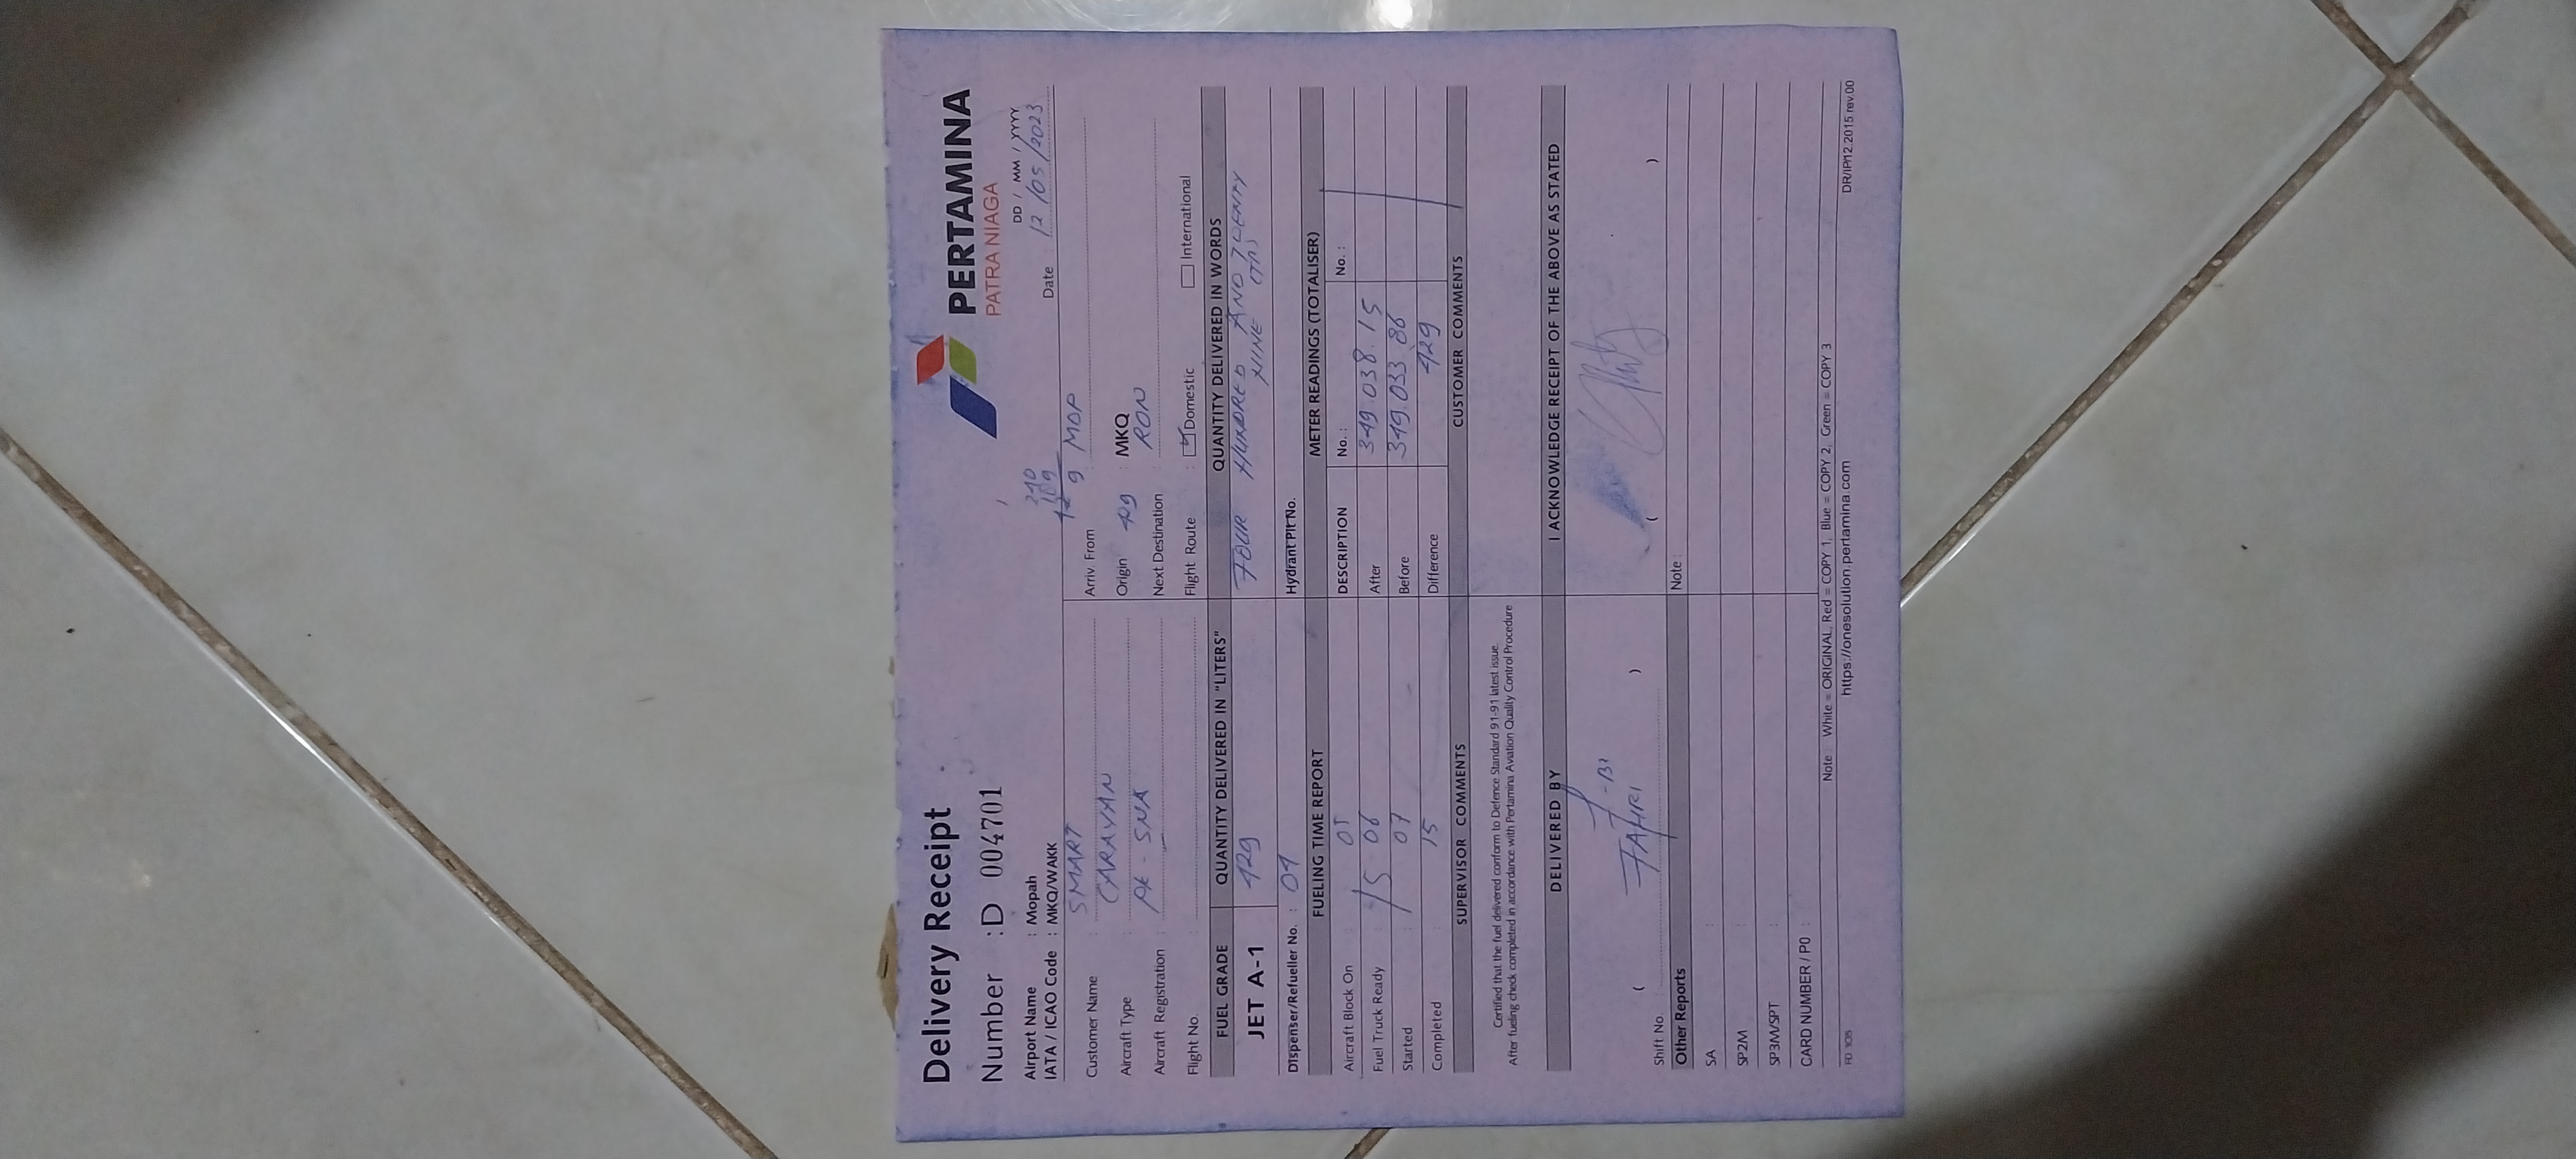 Delivery Receipt
PERTAMINA
PATRA NIAGA
Number : D 004701
DD / MM / YYYY
Date 12/05/2023
Airport Name : Mopah
IATA / ICAO Code : MKQ/WAKK
Customer Name : SMART
Arriv. From : MOP
Aircraft Type : CARAVAN
Origin 429 : MKQ
Aircraft Registration : PK-SNA
Next Destination : RON
Flight No. :
Flight Route : Domestic International
FUEL GRADE QUANTITY DELIVERED IN "LITERS" QUANTITY DELIVERED IN WORDS
JET A-1 429 FOUR HUNDRED AND TWENTY
NINE LTRS
Dispenser/Refueller No. : 04 Hydrant Pit No.
FUELING TIME REPORT METER READINGS (TOTALISER)
DESCRIPTION No. : No. :
Aircraft Block On : 05
Fuel Truck Ready : 15 06 After 349.038.15
Started : 07 Before 349.033.86
Completed : 15 Difference 429
SUPERVISOR COMMENTS CUSTOMER COMMENTS
Certified that the fuel delivered conform to Defence Standard 91-91 latest issue.
After fueling check completed in accordance with Pertamina Aviation Quality Control Procedure
DELIVERED BY I ACKNOWLEDGE RECEIPT OF THE ABOVE AS STATED
FAHRI
Shift No. : ( ) ( )
Other Reports Note :
SA :
SP2M :
SP3M/SPT :
CARD NUMBER / PO :
Note : White = ORIGINAL, Red = COPY 1, Blue = COPY 2, Green = COPY 3
https://onesolution.pertamina.com
DR/IP/12.2015 rev.00